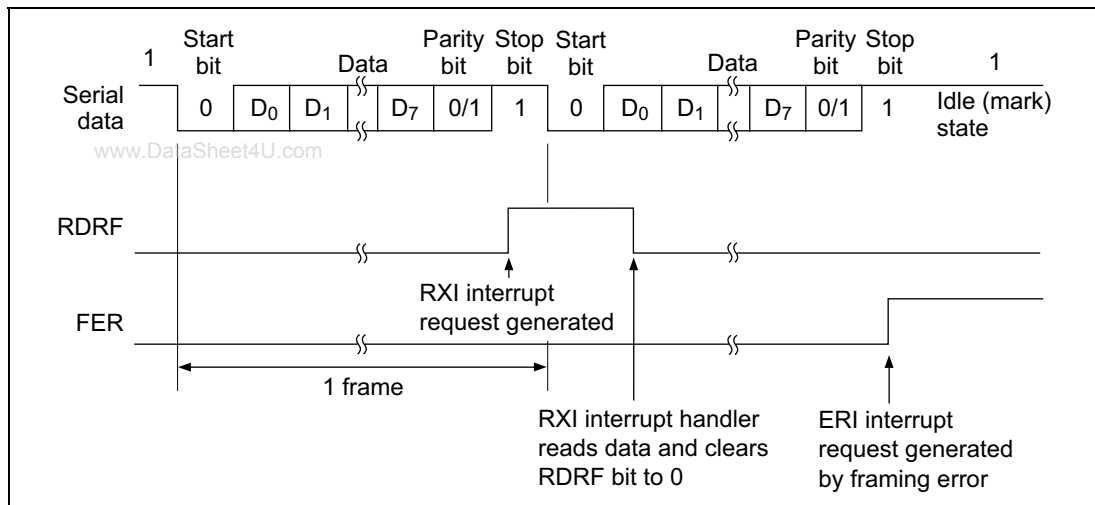 1 Start bit Data Parity bit Stop bit Start bit Data Parity bit Stop bit 1
Serial data 0 D₀ D₁ D₇ 0/1 1 0 D₀ D₁ D₇ 0/1 1 Idle (mark) state
www.DataSheet4U.com
RDRF
RXI interrupt
request generated
FER
1 frame
RXI interrupt handler
reads data and clears
RDRF bit to 0
ERI interrupt
request generated
by framing error